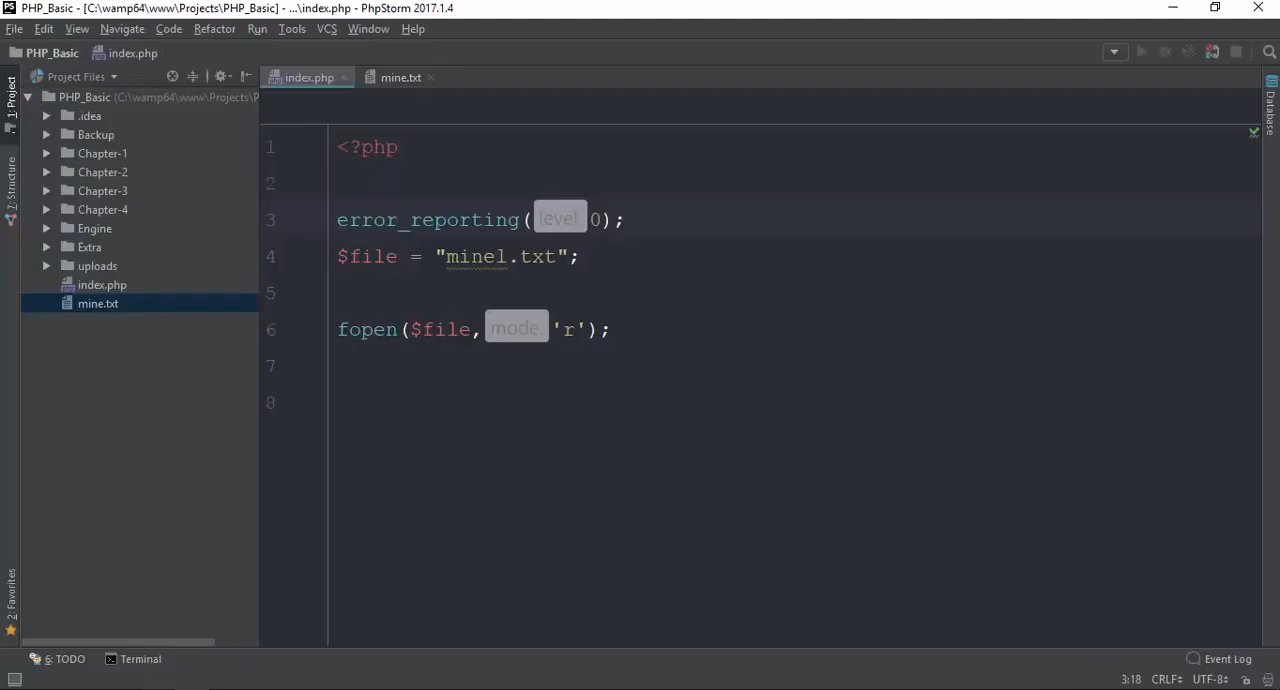 PS PHP_Basic - [C:\wamp64\www\Projects\PHP_Basic] - ...\index.php - PhpStorm 2017.1.4
File Edit View Navigate Code Refactor Run Tools VCS Window Help
PHP_Basic index.php
Project Files index.php mine.txt
1: Project
7: Structure
2: Favorites
Database
PHP_Basic (C:\wamp64\www\Projects\P
.idea
Backup
Chapter-1
Chapter-2
Chapter-3
Chapter-4
Engine
Extra
uploads
index.php
mine.txt
1 <?php
2
3 error_reporting( level: 0);
4 $file = "minel.txt";
5
6 fopen($file, mode: 'r');
7
8
6: TODO Terminal Event Log
3:18 CRLF UTF-8